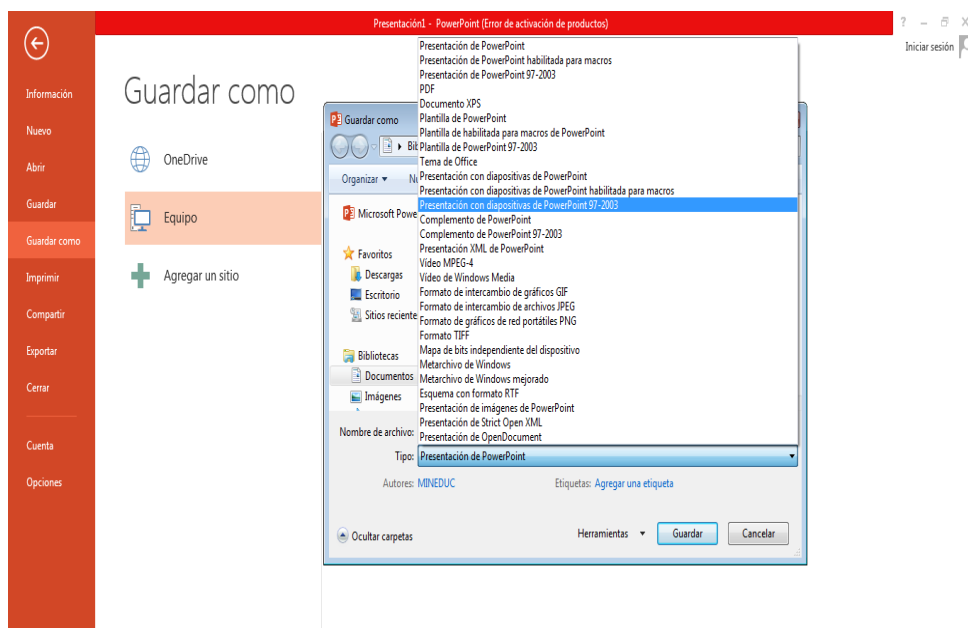 Presentación1 - PowerPoint (Error de activación de productos)
? – X
Iniciar sesión
Información
Nuevo
Abrir
Guardar
Guardar como
Imprimir
Compartir
Exportar
Cerrar
Cuenta
Opciones
Guardar como
OneDrive
Equipo
Agregar un sitio
Guardar como
Organizar
Microsoft Powe
Favoritos
Descargas
Escritorio
Sitios reciente
Bibliotecas
Documentos
Imágenes
Presentación de PowerPoint
Presentación de PowerPoint habilitada para macros
Presentación de PowerPoint 97-2003
PDF
Documento XPS
Plantilla de PowerPoint
Plantilla de habilitada para macros de PowerPoint
Plantilla de PowerPoint 97-2003
Tema de Office
Presentación con diapositivas de PowerPoint
Presentación con diapositivas de PowerPoint habilitada para macros
Presentación con diapositivas de PowerPoint 97-2003
Complemento de PowerPoint
Complemento de PowerPoint 97-2003
Presentación XML de PowerPoint
Vídeo MPEG-4
Vídeo de Windows Media
Formato de intercambio de gráficos GIF
Formato de intercambio de archivos JPEG
Formato de gráficos de red portátiles PNG
Formato TIFF
Mapa de bits independiente del dispositivo
Metarchivo de Windows
Metarchivo de Windows mejorado
Esquema con formato RTF
Presentación de imágenes de PowerPoint
Presentación de Strict Open XML
Presentación de OpenDocument
Nombre de archivo:
Tipo: Presentación de PowerPoint
Autores: MINEDUC Etiquetas: Agregar una etiqueta
Ocultar carpetas Herramientas Guardar Cancelar